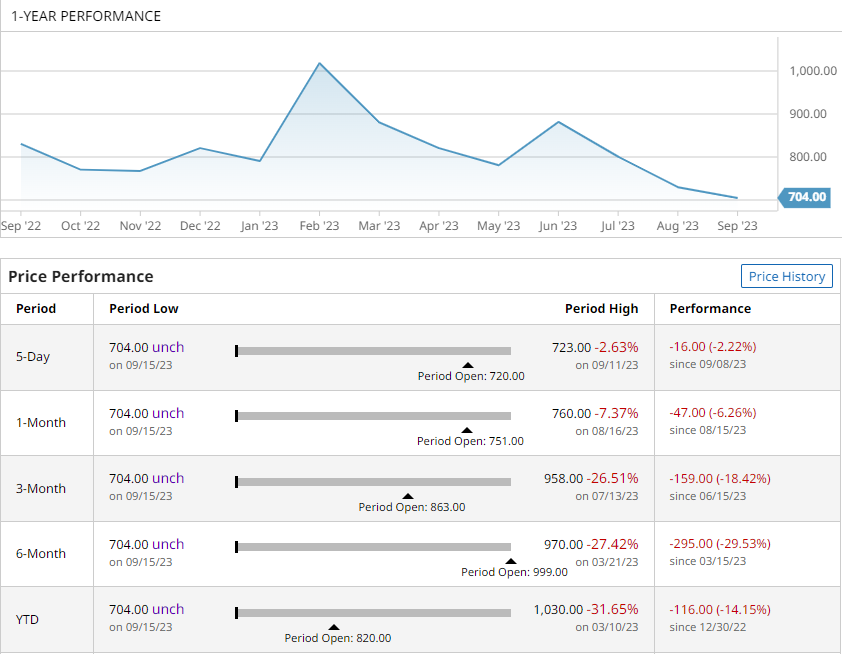 1-YEAR PERFORMANCE
1,000.00
900.00
800.00
704.00
Sep '22 Oct '22 Nov '22 Dec '22 Jan '23 Feb '23 Mar '23 Apr '23 May '23 Jun '23 Jul '23 Aug '23 Sep '23
Price Performance Price History
Period Period Low Period High Performance
5-Day 704.00 unch 723.00 -2.63% -16.00 (-2.22%)
on 09/15/23 on 09/11/23 since 09/08/23
Period Open: 720.00
1-Month 704.00 unch 760.00 -7.37% -47.00 (-6.26%)
on 09/15/23 on 08/16/23 since 08/15/23
Period Open: 751.00
3-Month 704.00 unch 958.00 -26.51% -159.00 (-18.42%)
on 09/15/23 on 07/13/23 since 06/15/23
Period Open: 863.00
6-Month 704.00 unch 970.00 -27.42% -295.00 (-29.53%)
on 09/15/23 on 03/21/23 since 03/15/23
Period Open: 999.00
YTD 704.00 unch 1,030.00 -31.65% -116.00 (-14.15%)
on 09/15/23 on 03/10/23 since 12/30/22
Period Open: 820.00